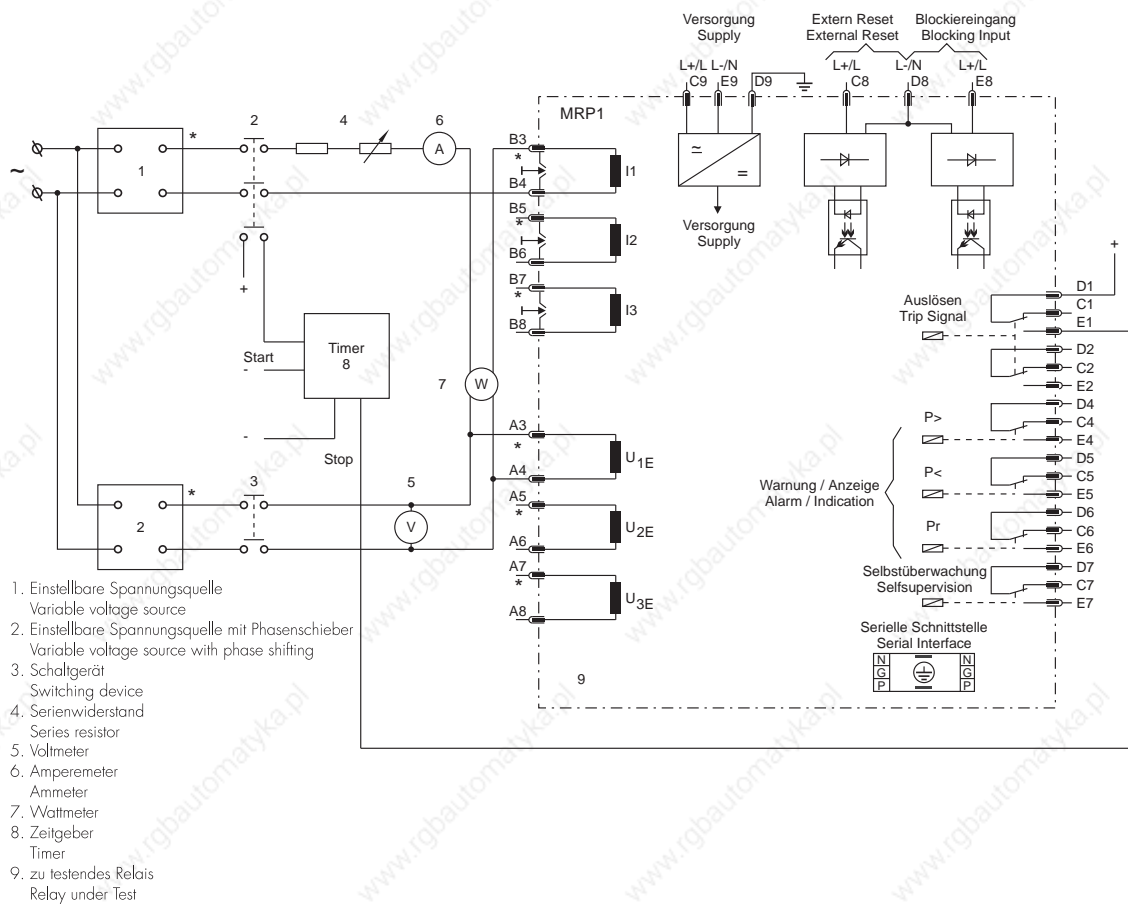 Versorgung
Supply
Extern Reset
External Reset
Blockiereingang
Blocking Input
L+/L L-/N
C9 E9 D9
L+/L L-/N L+/L
C8 D8 E8
MRP1
~
1
*
2
4
6
A
B3
*
B4
I1
B5
*
B6
I2
B7
*
B8
I3
≃
=
Versorgung
Supply
+
Start
-
-
Timer
8
Stop
7
W
A3
*
A4
U1E
A5
*
A6
U2E
A7
*
A8
U3E
2
*
3
5
V
9
+
Auslösen
Trip Signal
D1
C1
E1
D2
C2
E2
Warnung / Anzeige
Alarm / Indication
P>
D4
C4
E4
P<
D5
C5
E5
Pr
D6
C6
E6
Selbstüberwachung
Selfsupervision
D7
C7
E7
Serielle Schnittstelle
Serial Interface
N N
G G
P P
1. Einstellbare Spannungsquelle
Variable voltage source
2. Einstellbare Spannungsquelle mit Phasenschieber
Variable voltage source with phase shifting
3. Schaltgerät
Switching device
4. Serienwiderstand
Series resistor
5. Voltmeter
6. Amperemeter
Ammeter
7. Wattmeter
8. Zeitgeber
Timer
9. zu testendes Relais
Relay under Test
www.rgbautomatyka.pl